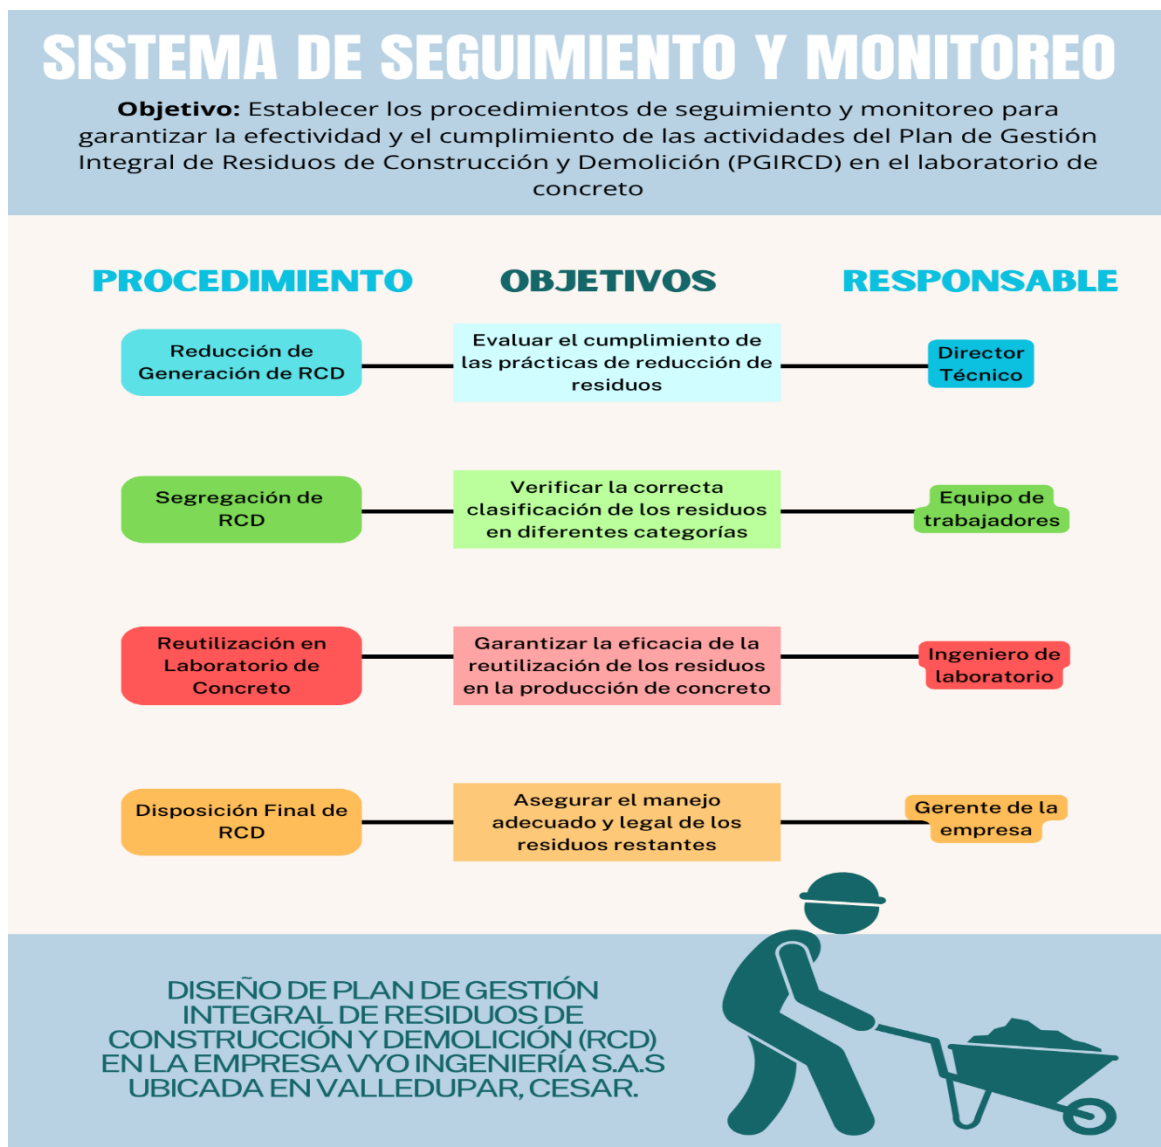 SISTEMA DE SEGUIMIENTO Y MONITOREO
Objetivo: Establecer los procedimientos de seguimiento y monitoreo para
garantizar la efectividad y el cumplimiento de las actividades del Plan de Gestión
Integral de Residuos de Construcción y Demolición (PGIRCD) en el laboratorio de
concreto
PROCEDIMIENTO
OBJETIVOS
RESPONSABLE
Reducción de
Generación de RCD
Evaluar el cumplimiento de
las prácticas de reducción de
residuos
Director
Técnico
Segregación de
RCD
Verificar la correcta
clasificación de los residuos
en diferentes categorías
Equipo de
trabajadores
Reutilización en
Laboratorio de
Concreto
Garantizar la eficacia de la
reutilización de los residuos
en la producción de concreto
Ingeniero de
laboratorio
Disposición Final de
RCD
Asegurar el manejo
adecuado y legal de los
residuos restantes
Gerente de la
empresa
DISEÑO DE PLAN DE GESTIÓN
INTEGRAL DE RESIDUOS DE
CONSTRUCCIÓN Y DEMOLICIÓN (RCD)
EN LA EMPRESA VYO INGENIERÍA S.A.S
UBICADA EN VALLEDUPAR, CESAR.